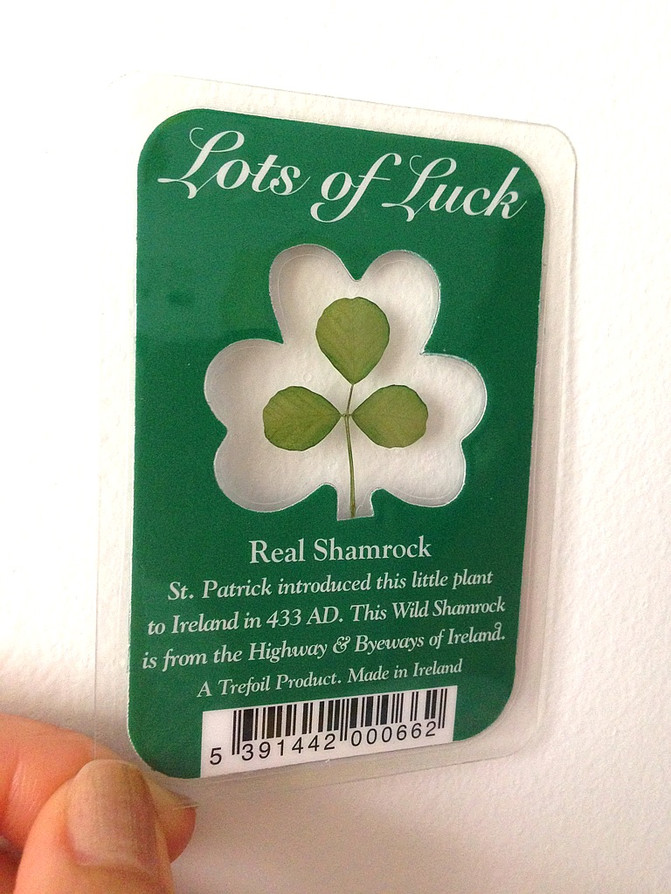 Lots of Luck
Real Shamrock
St. Patrick introduced this little plant
to Ireland in 433 AD. This Wild Shamrock
is from the Highway & Byeways of Ireland.
A Trefoil Product. Made in Ireland
5 391442 000662